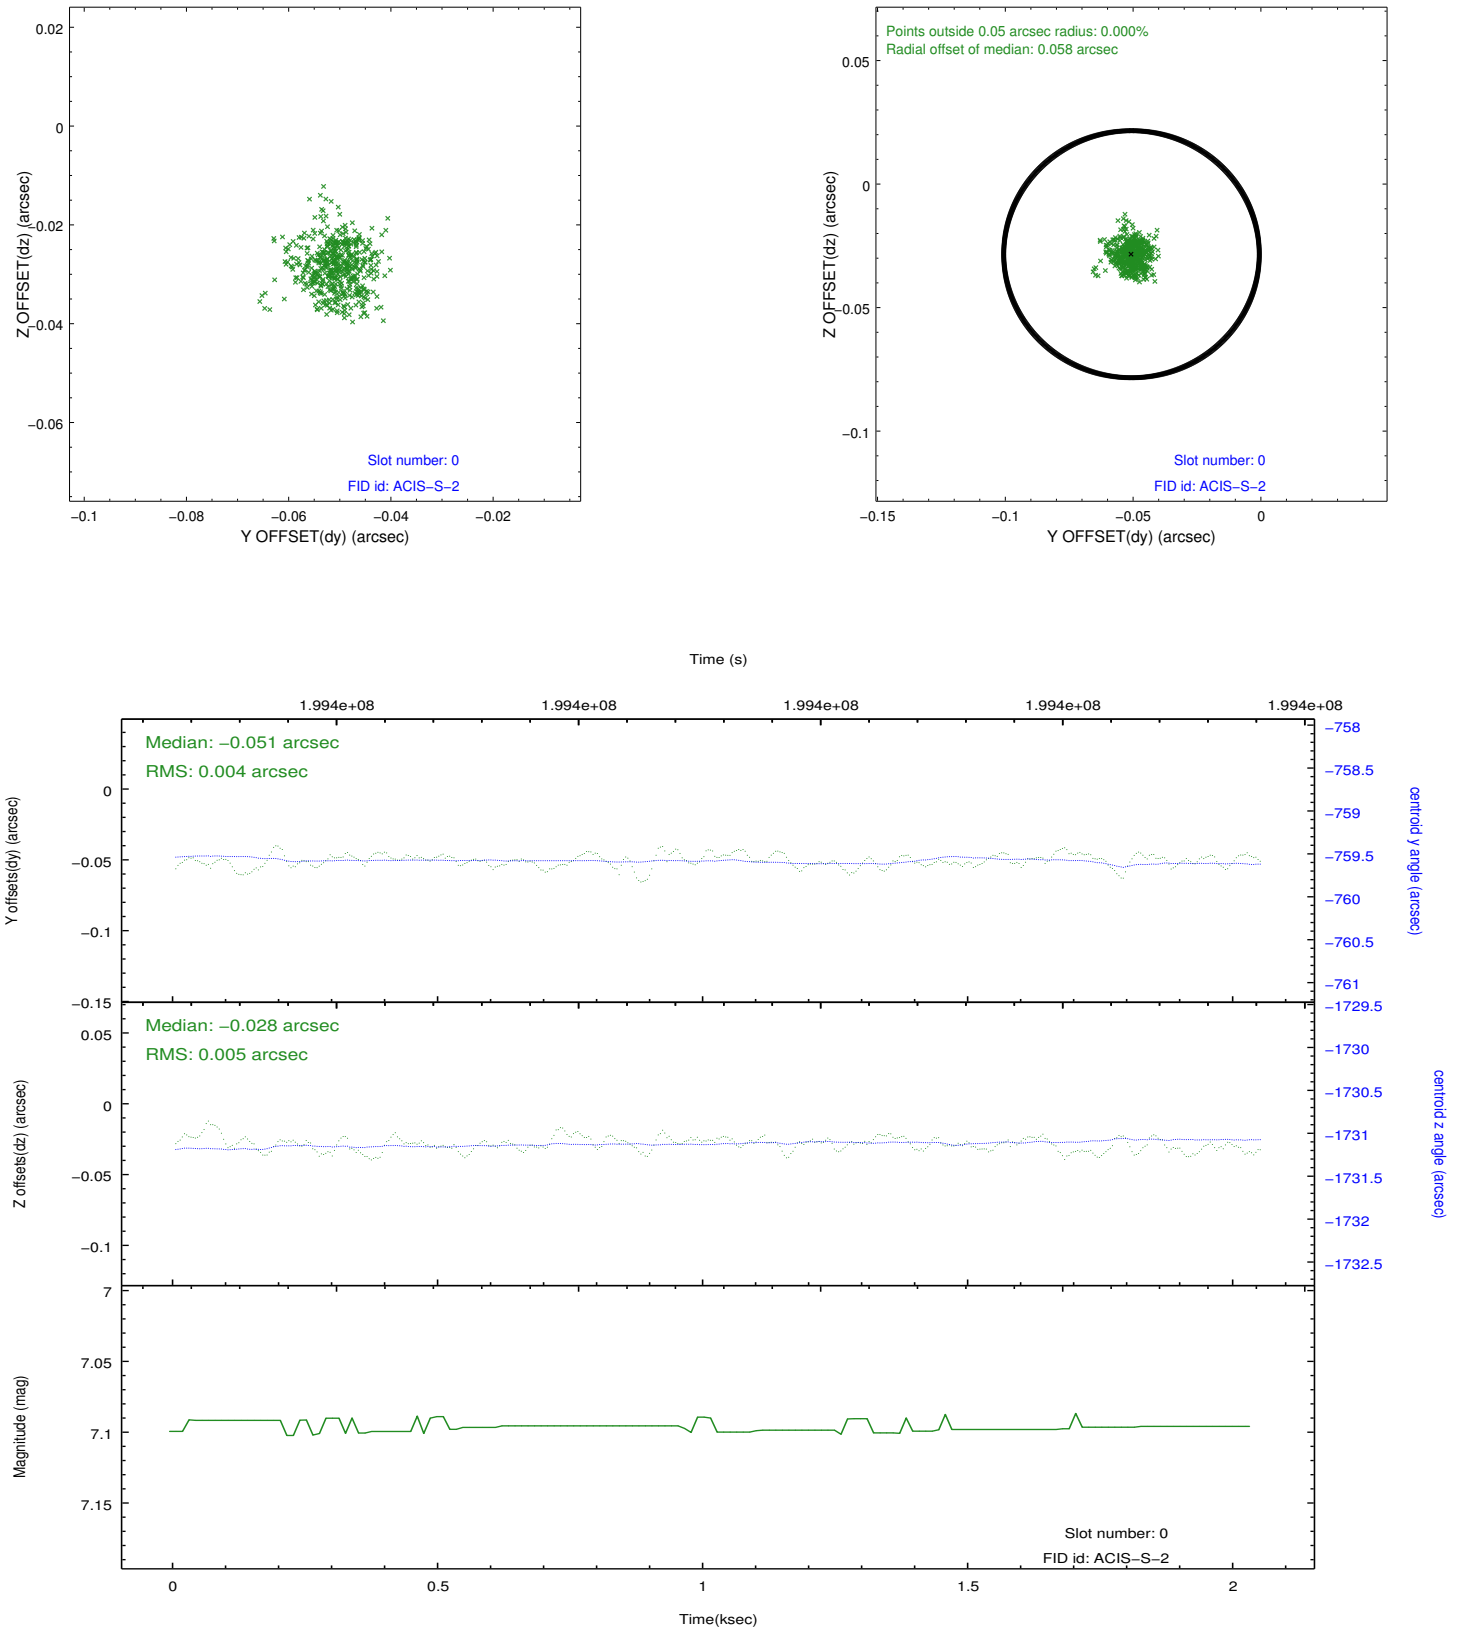 0.02
0
−0.02
−0.04
−0.06
Z OFFSET(dz) (arcsec)
Slot number: 0
FID id: ACIS−S−2
−0.1
−0.08
−0.06
−0.04
−0.02
Y OFFSET(dy) (arcsec)
Points outside 0.05 arcsec radius: 0.000%
Radial offset of median: 0.058 arcsec
0.05
0
−0.05
−0.1
Z OFFSET(dz) (arcsec)
Slot number: 0
FID id: ACIS−S−2
−0.15
−0.1
−0.05
0
Y OFFSET(dy) (arcsec)
Time (s)
1.994e+08
1.994e+08
1.994e+08
1.994e+08
1.994e+08
Median: −0.051 arcsec
RMS: 0.004 arcsec
0
−0.05
−0.1
−0.15
Y offsets(dy) (arcsec)
−758
−758.5
−759
−759.5
−760
−760.5
−761
centroid y angle (arcsec)
Median: −0.028 arcsec
RMS: 0.005 arcsec
0.05
0
−0.05
−0.1
Z offsets(dz) (arcsec)
−1729.5
−1730
−1730.5
−1731
−1731.5
−1732
−1732.5
centroid z angle (arcsec)
7
7.05
7.1
7.15
Magnitude (mag)
Slot number: 0
FID id: ACIS−S−2
0
0.5
1
1.5
2
Time(ksec)